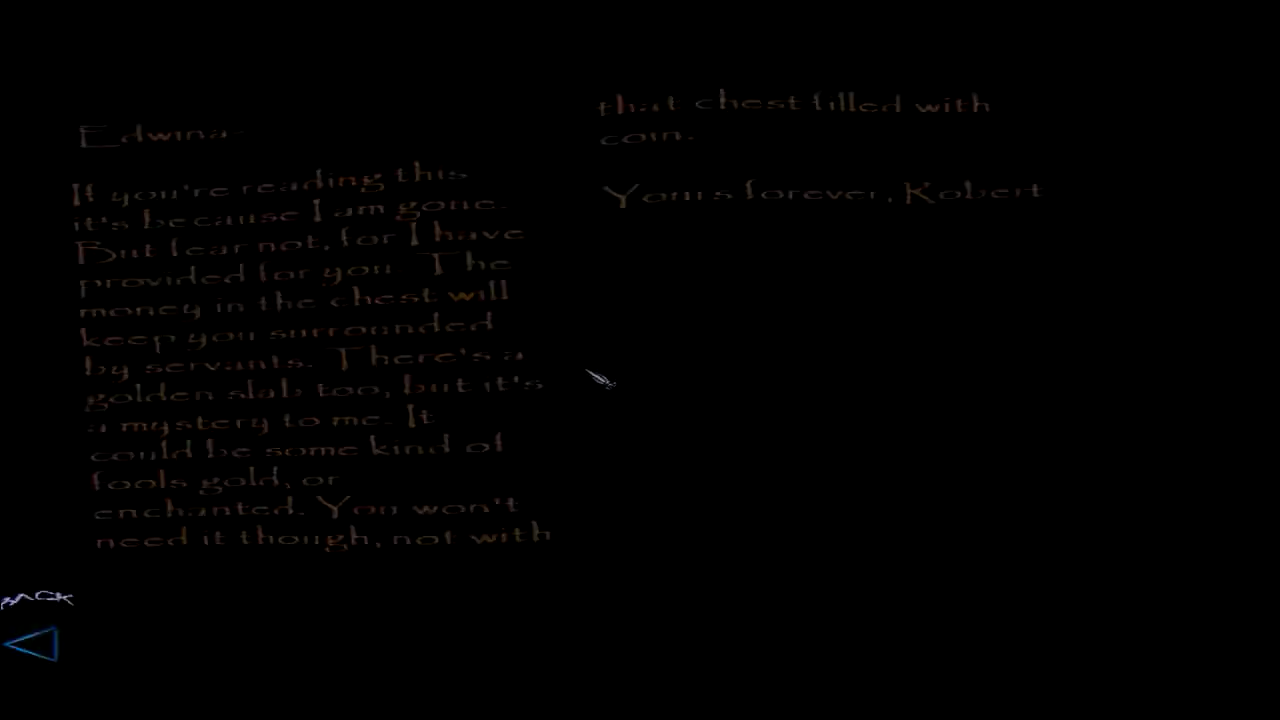 Edwina-
If you're reading this
it's because I am gone.
But fear not, for I have
provided for you. The
money in the chest will
keep you surrounded
by servants. There's a
golden slab too, but it's
a mystery to me. It
could be some kind of
fools gold, or
enchanted. You won't
need it though, not with
that chest filled with
coin.
Yours forever, Robert
BACK